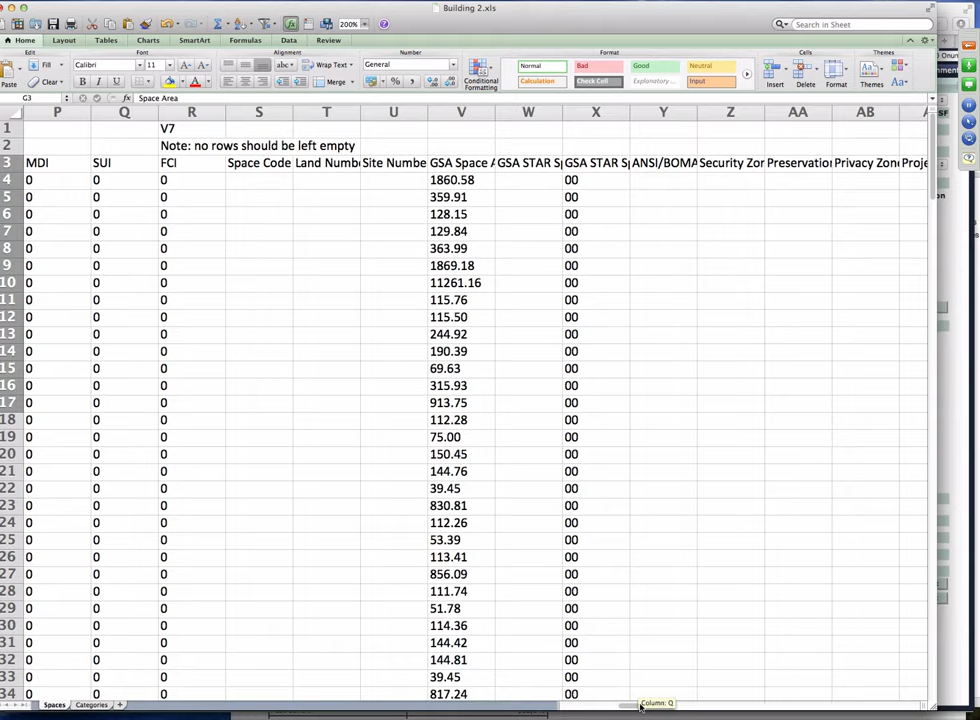 Building 2.xls
200%
Search in Sheet
Home Layout Tables Charts SmartArt Formulas Data Review
Edit Font Alignment Number Format Cells Themes
Fill Calibri 11 A A abc Wrap Text General Normal Bad Good Neutral
Paste Clear B I U A Merge % Conditional Formatting Calculation Check Cell Explanatory ... Input Insert Delete Format Themes Aa
G3 fx Space Area
P Q R S T U V W X Y Z AA AB
1 V7
2 Note: no rows should be left empty
3 MDI SUI FCI Space Code Land Numbe Site Numbe GSA Space A GSA STAR Sp GSA STAR Sp ANSI/BOMA Security Zon Preservation Privacy Zone Proje
4 0 0 0 1860.58 00
5 0 0 0 359.91 00
6 0 0 0 128.15 00
7 0 0 0 129.84 00
8 0 0 0 363.99 00
9 0 0 0 1869.18 00
10 0 0 0 11261.16 00
11 0 0 0 115.76 00
12 0 0 0 115.50 00
13 0 0 0 244.92 00
14 0 0 0 190.39 00
15 0 0 0 69.63 00
16 0 0 0 315.93 00
17 0 0 0 913.75 00
18 0 0 0 112.28 00
19 0 0 0 75.00 00
20 0 0 0 150.45 00
21 0 0 0 144.76 00
22 0 0 0 39.45 00
23 0 0 0 830.81 00
24 0 0 0 112.26 00
25 0 0 0 53.39 00
26 0 0 0 113.41 00
27 0 0 0 856.09 00
28 0 0 0 111.74 00
29 0 0 0 51.78 00
30 0 0 0 114.36 00
31 0 0 0 144.42 00
32 0 0 0 144.81 00
33 0 0 0 39.45 00
34 0 0 0 817.24 00
Spaces Categories +
Column: Q